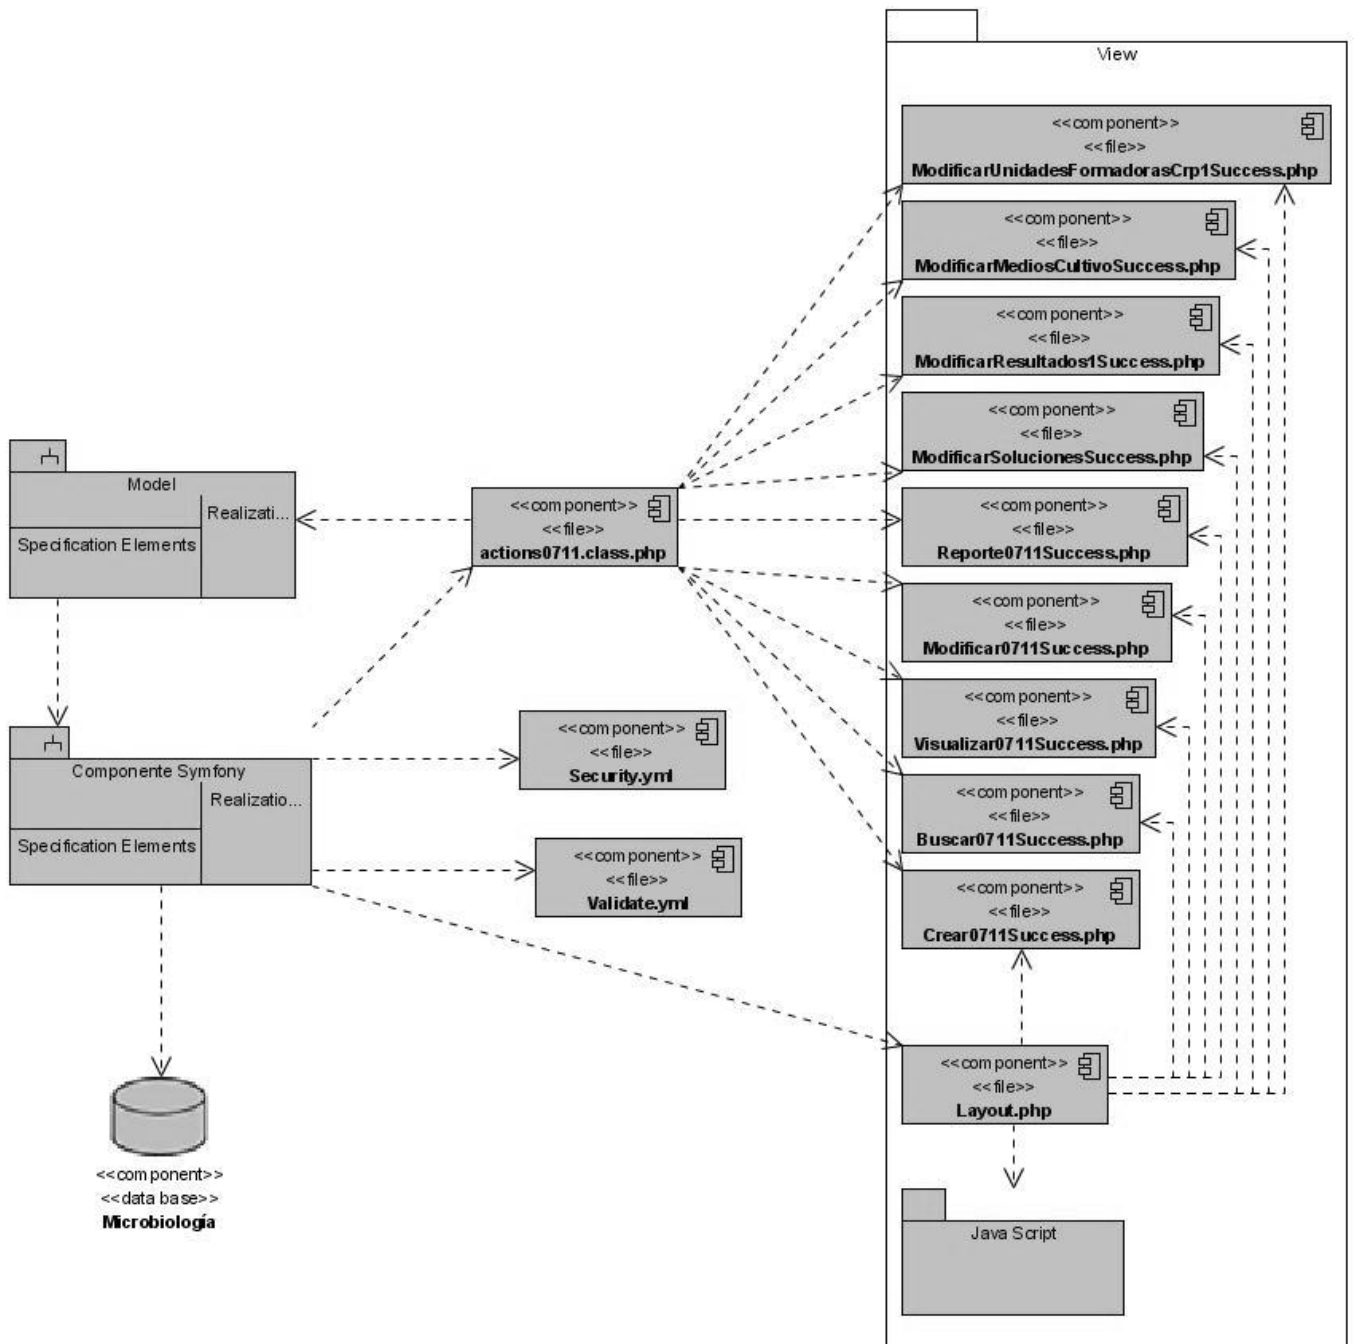 View
<<component>>
<<file>>
ModificarUnidadesFormadorasCrp1Success.php
<<component>>
<<file>>
ModificarMediosCultivoSuccess.php
<<component>>
<<file>>
ModificarResultados1Success.php
<<component>>
<<file>>
ModificarSolucionesSuccess.php
Model
Realizati...
Specification Elements
<<component>>
<<file>>
actions0711.class.php
<<component>>
<<file>>
Reporte0711Success.php
<<component>>
<<file>>
Modificar0711Success.php
<<component>>
<<file>>
Visualizar0711Success.php
Componente Symfony
Realizatio...
Specification Elements
<<component>>
<<file>>
Security.yml
<<component>>
<<file>>
Buscar0711Success.php
<<component>>
<<file>>
Validate.yml
<<component>>
<<file>>
Crear0711Success.php
<<component>>
<<file>>
Layout.php
<<component>>
<<data base>>
Microbiología
Java Script